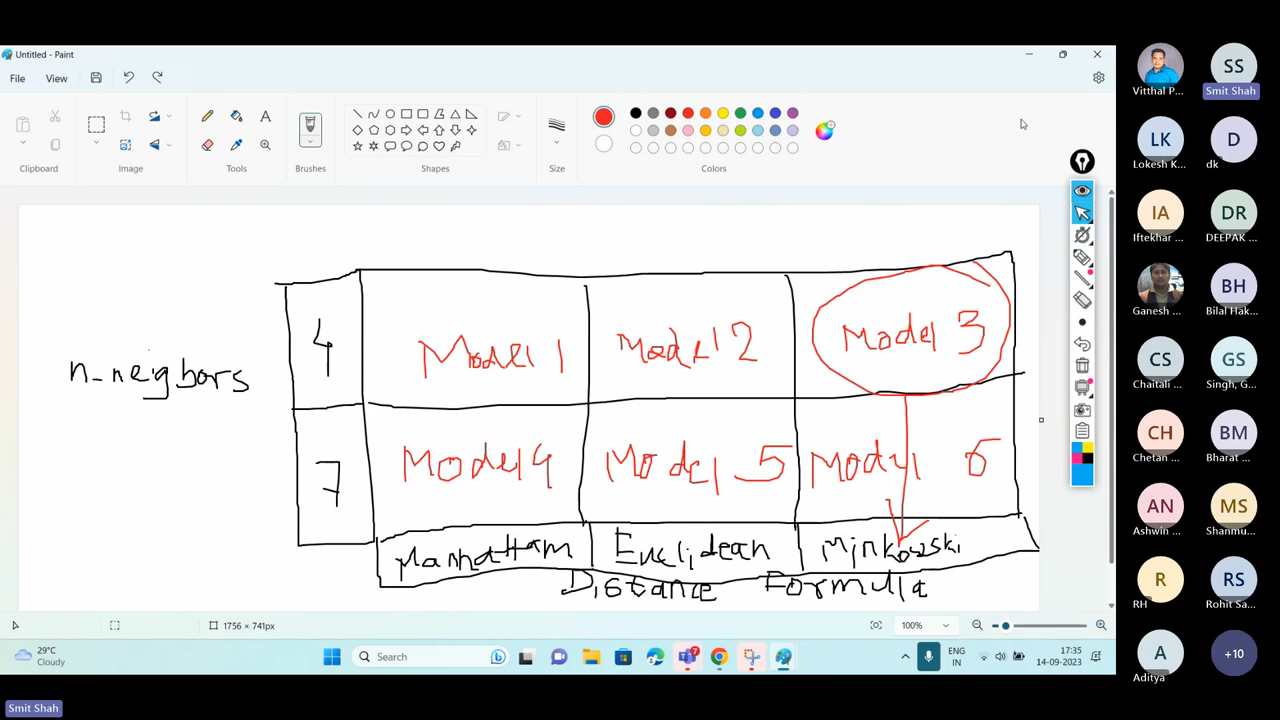 Untitled - Paint
File View
Clipboard Image Tools Brushes Shapes Size Colors
n_neigbors
4 Model 1 Model 2 Model 3
7 Model 4 Model 5 Model 6
Manhattam Euclidean Minkowski
Distance Formulla
1756 × 741px 100%
29°C
Cloudy
Search
7
ENG
IN
17:35
14-09-2023
Smit Shah
Vitthal P...
SS
Smit Shah
LK
Lokesh K...
D
dk
IA
Iftekhar ...
DR
DEEPAK ...
Ganesh ...
BH
Bilal Hak...
CS
Chaitali ...
GS
Singh, G...
CH
Chetan ...
BM
Bharat ...
AN
Ashwin ...
MS
Shanmu...
R
RH
RS
Rohit Sa...
A
Aditya
+10